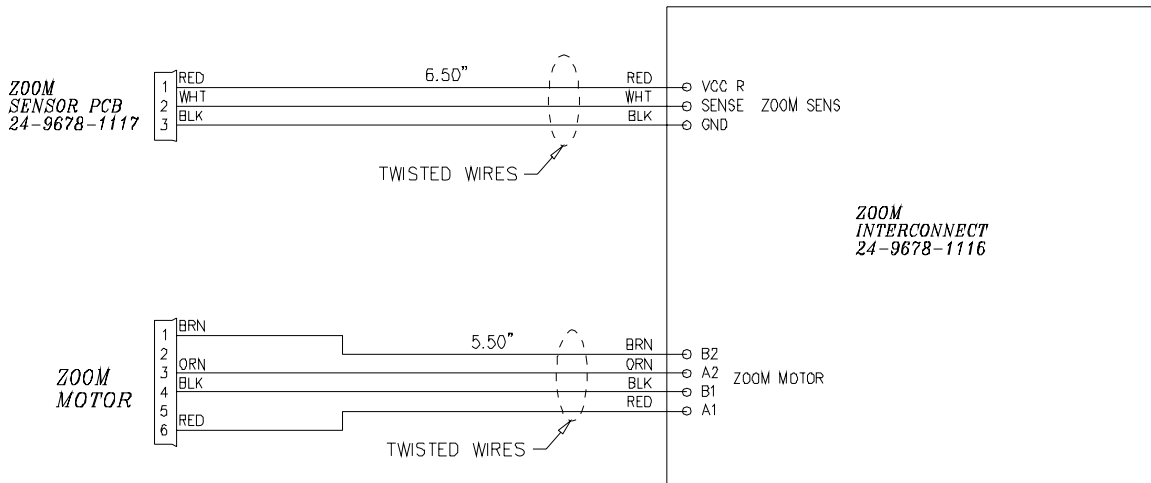 ZOOM
SENSOR PCB
24-9678-1117
1 RED 6.50" RED VCC R
2 WHT WHT SENSE ZOOM SENS
3 BLK BLK GND
TWISTED WIRES
ZOOM
INTERCONNECT
24-9678-1116
ZOOM
MOTOR
1 BRN
2 5.50" BRN B2
3 ORN ORN A2 ZOOM MOTOR
4 BLK BLK B1
5 RED A1
6 RED
TWISTED WIRES